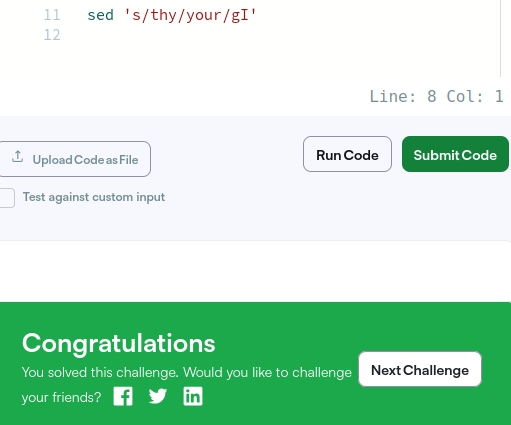 11 sed 's/thy/your/gI'
12
Line: 8 Col: 1
Upload Code as File
Run Code
Submit Code
Test against custom input
Congratulations
You solved this challenge. Would you like to challenge
your friends?
Next Challenge